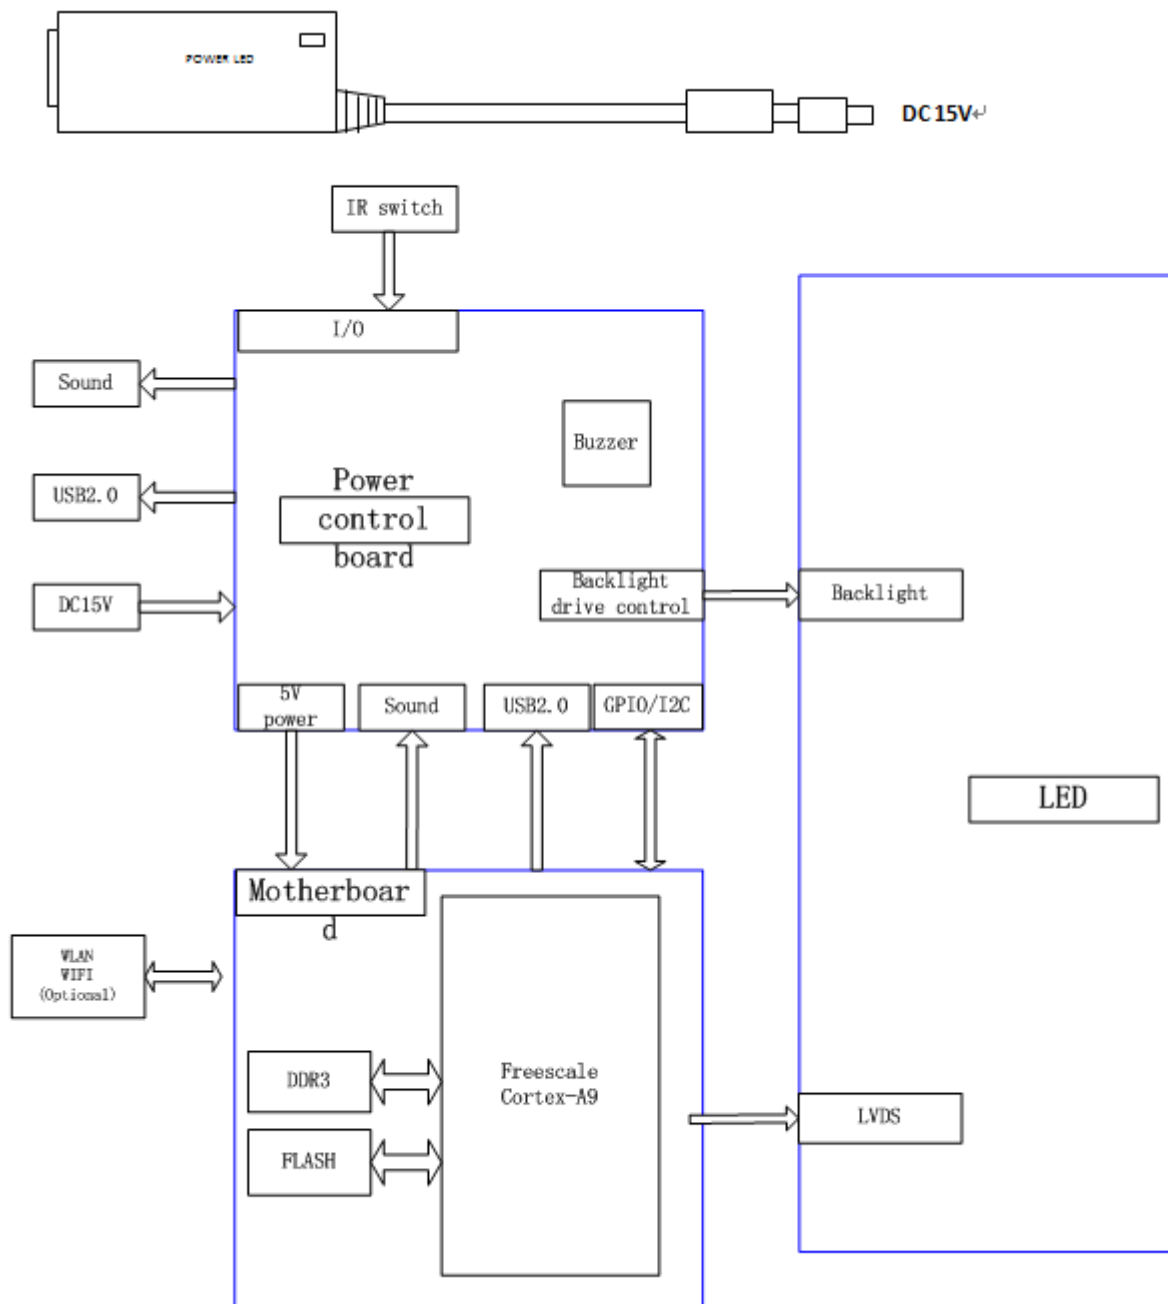 POWER LED
DC15V↵
IR switch
I/O
Sound
Buzzer
USB2.0
Power
control
board
DC15V
Backlight
drive control
Backlight
5V
power
Sound
USB2.0
GPIO/I2C
LED
Motherboar
d
WLAN
WIFI
(Optional)
DDR3
Freescale
Cortex-A9
LVDS
FLASH